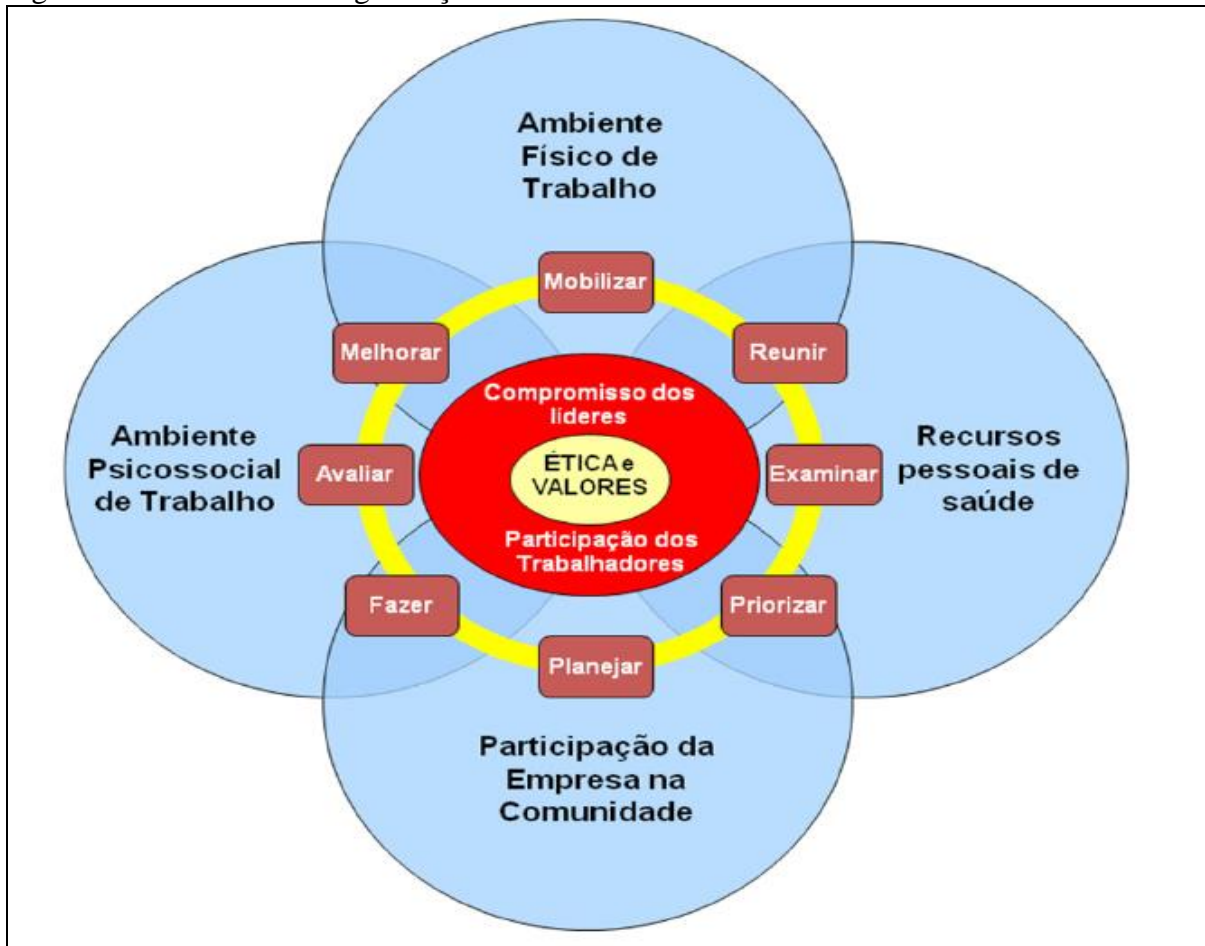 Ambiente
Físico de
Trabalho
Mobilizar
Melhorar
Reunir
Compromisso dos
líderes
Ambiente
Psicossocial
de Trabalho
Avaliar
ÉTICA e
VALORES
Examinar
Recursos
pessoais de
saúde
Participação dos
Trabalhadores
Fazer
Priorizar
Planejar
Participação da
Empresa na
Comunidade